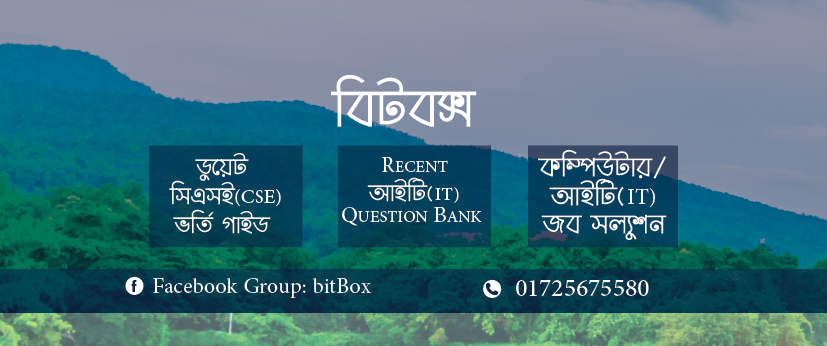 বিটবক্স
ডুয়েট
সিএসই(CSE)
ভর্তি গাইড
RECENT
আইটি(IT)
QUESTION BANK
কম্পিউটার/
আইটি(IT)
জব সল্যুশন
Facebook Group: bitBox
01725675580